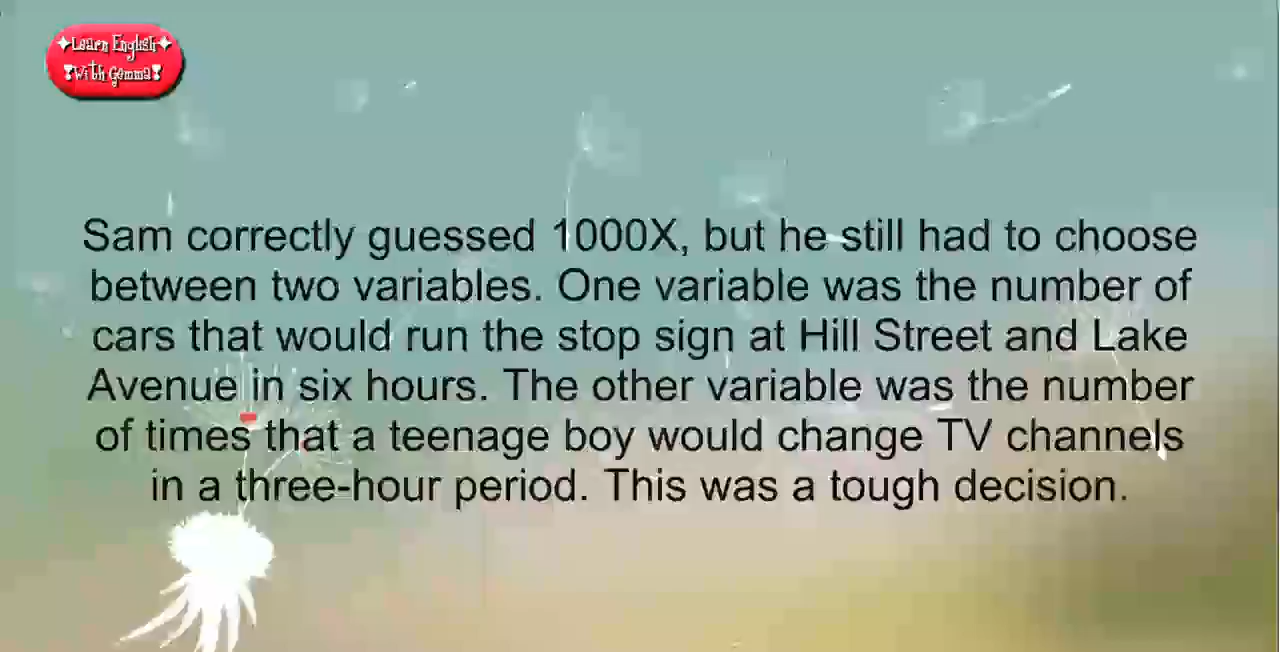 Learn English
With Gemma
Sam correctly guessed 1000X, but he still had to choose
between two variables. One variable was the number of
cars that would run the stop sign at Hill Street and Lake
Avenue in six hours. The other variable was the number
of times that a teenage boy would change TV channels
in a three-hour period. This was a tough decision.